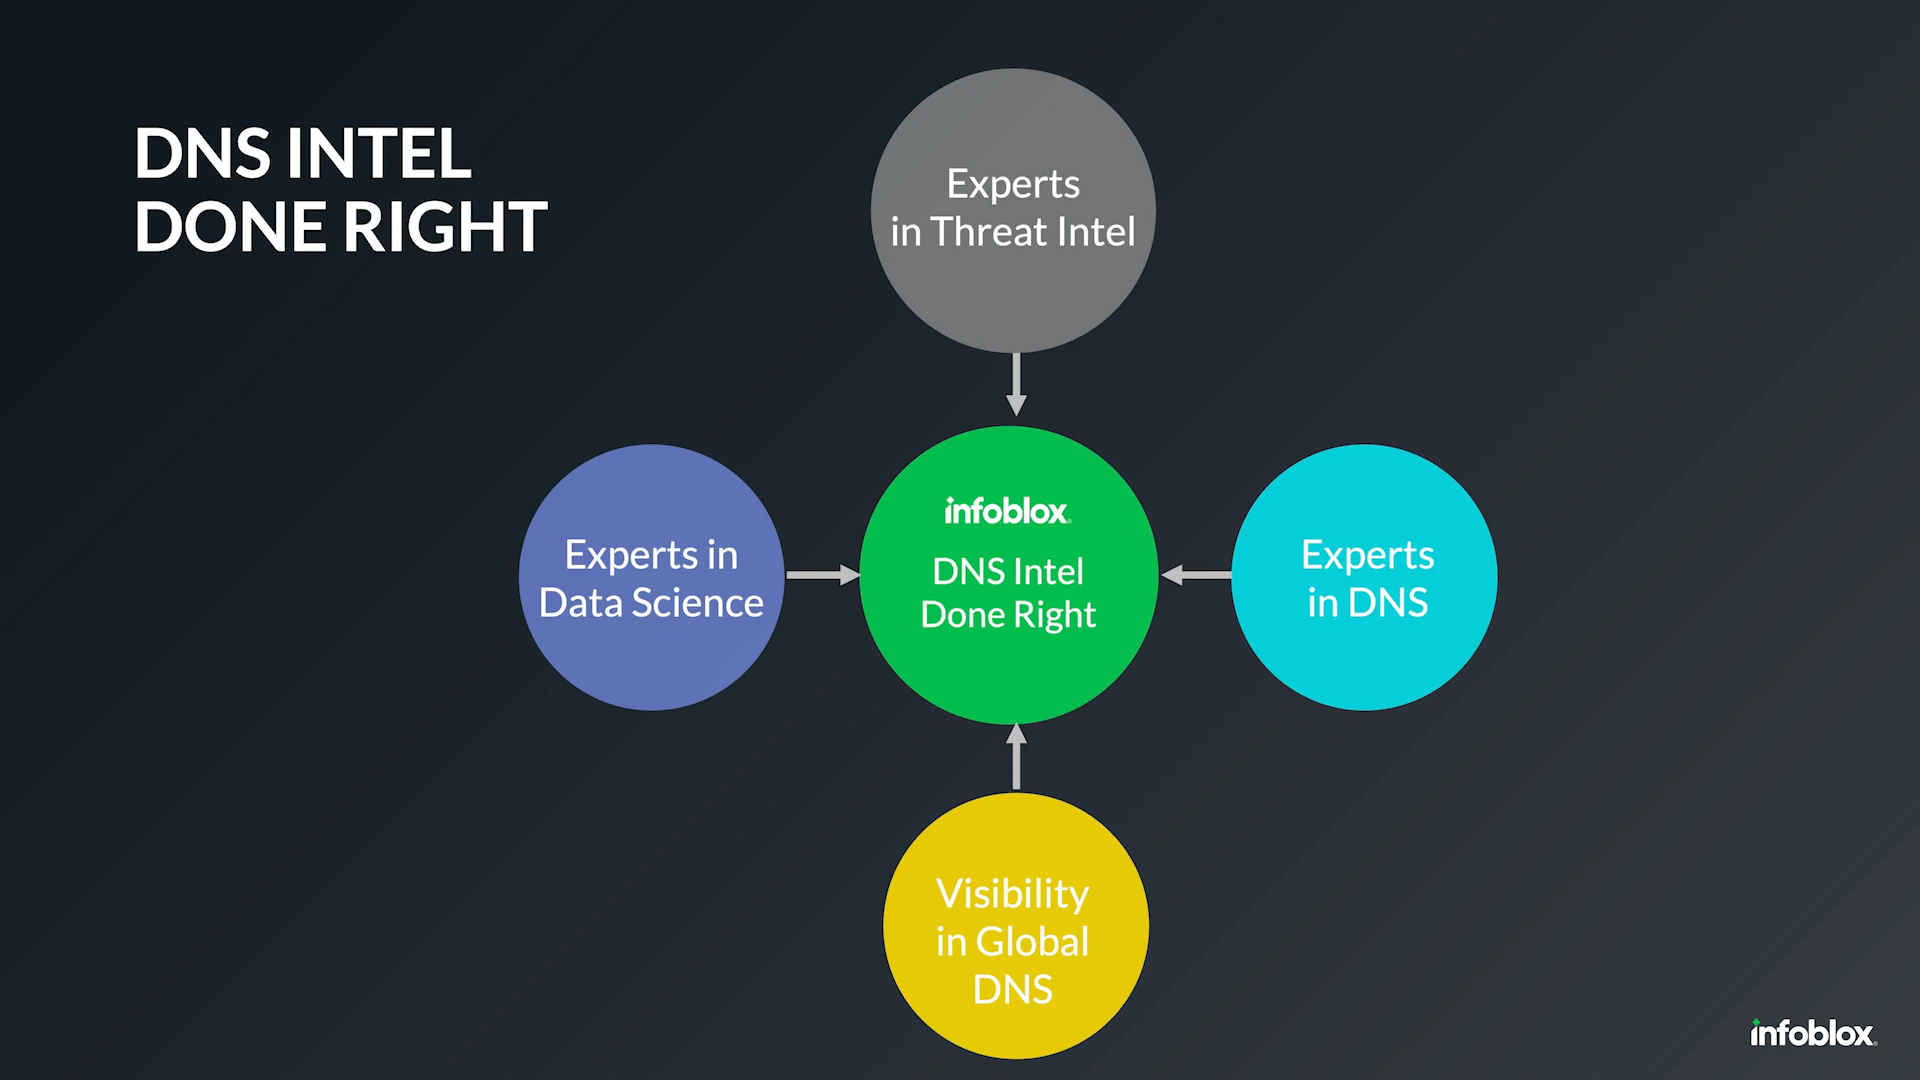 DNS INTEL
DONE RIGHT
Experts
in Threat Intel
Experts in
Data Science
infoblox®
DNS Intel
Done Right
Experts
in DNS
Visibility
in Global
DNS
infoblox®